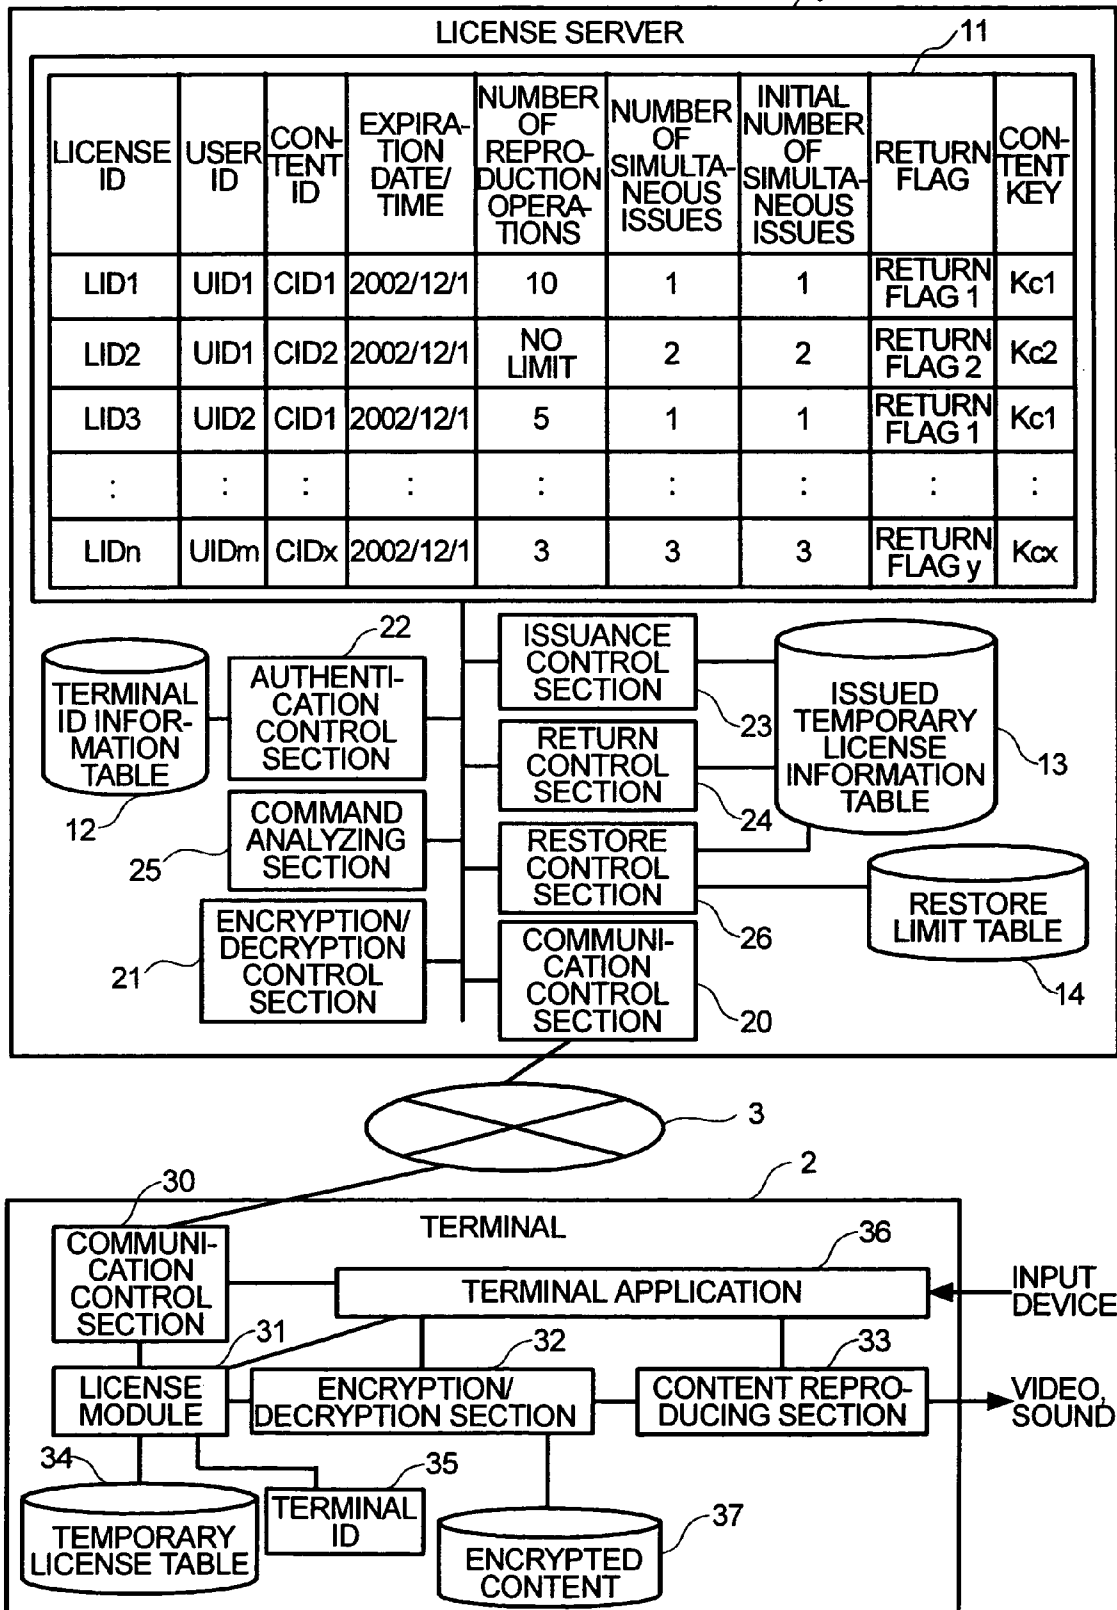 LICENSE SERVER
11
LICENSE
ID
USER
ID
CON-
TENT
ID
EXPIRA-
TION
DATE/
TIME
NUMBER
OF
REPRO-
DUCTION
OPERA-
TIONS
NUMBER
OF
SIMULTA-
NEOUS
ISSUES
INITIAL
NUMBER
OF
SIMULTA-
NEOUS
ISSUES
RETURN
FLAG
CON-
TENT
KEY
LID1 UID1 CID1 2002/12/1 10 1 1 RETURN FLAG 1 Kc1
LID2 UID1 CID2 2002/12/1 NO LIMIT 2 2 RETURN FLAG 2 Kc2
LID3 UID2 CID1 2002/12/1 5 1 1 RETURN FLAG 1 Kc1
: : : : : : : : :
LIDn UIDm CIDx 2002/12/1 3 3 3 RETURN FLAG y Kcx
TERMINAL
ID INFOR-
MATION
TABLE
12
22
AUTHENTI-
CATION
CONTROL
SECTION
COMMAND
ANALYZING
SECTION
25
ENCRYPTION/
DECRYPTION
CONTROL
SECTION
21
ISSUANCE
CONTROL
SECTION
23
RETURN
CONTROL
SECTION
24
RESTORE
CONTROL
SECTION
26
COMMUNI-
CATION
CONTROL
SECTION
20
ISSUED
TEMPORARY
LICENSE
INFORMATION
TABLE
13
RESTORE
LIMIT TABLE
14
3
2
TERMINAL
30
COMMUNI-
CATION
CONTROL
SECTION
36
TERMINAL APPLICATION
INPUT
DEVICE
31
LICENSE
MODULE
32
ENCRYPTION/
DECRYPTION SECTION
33
CONTENT REPRO-
DUCING SECTION
VIDEO,
SOUND
34
TEMPORARY
LICENSE TABLE
35
TERMINAL
ID
37
ENCRYPTED
CONTENT